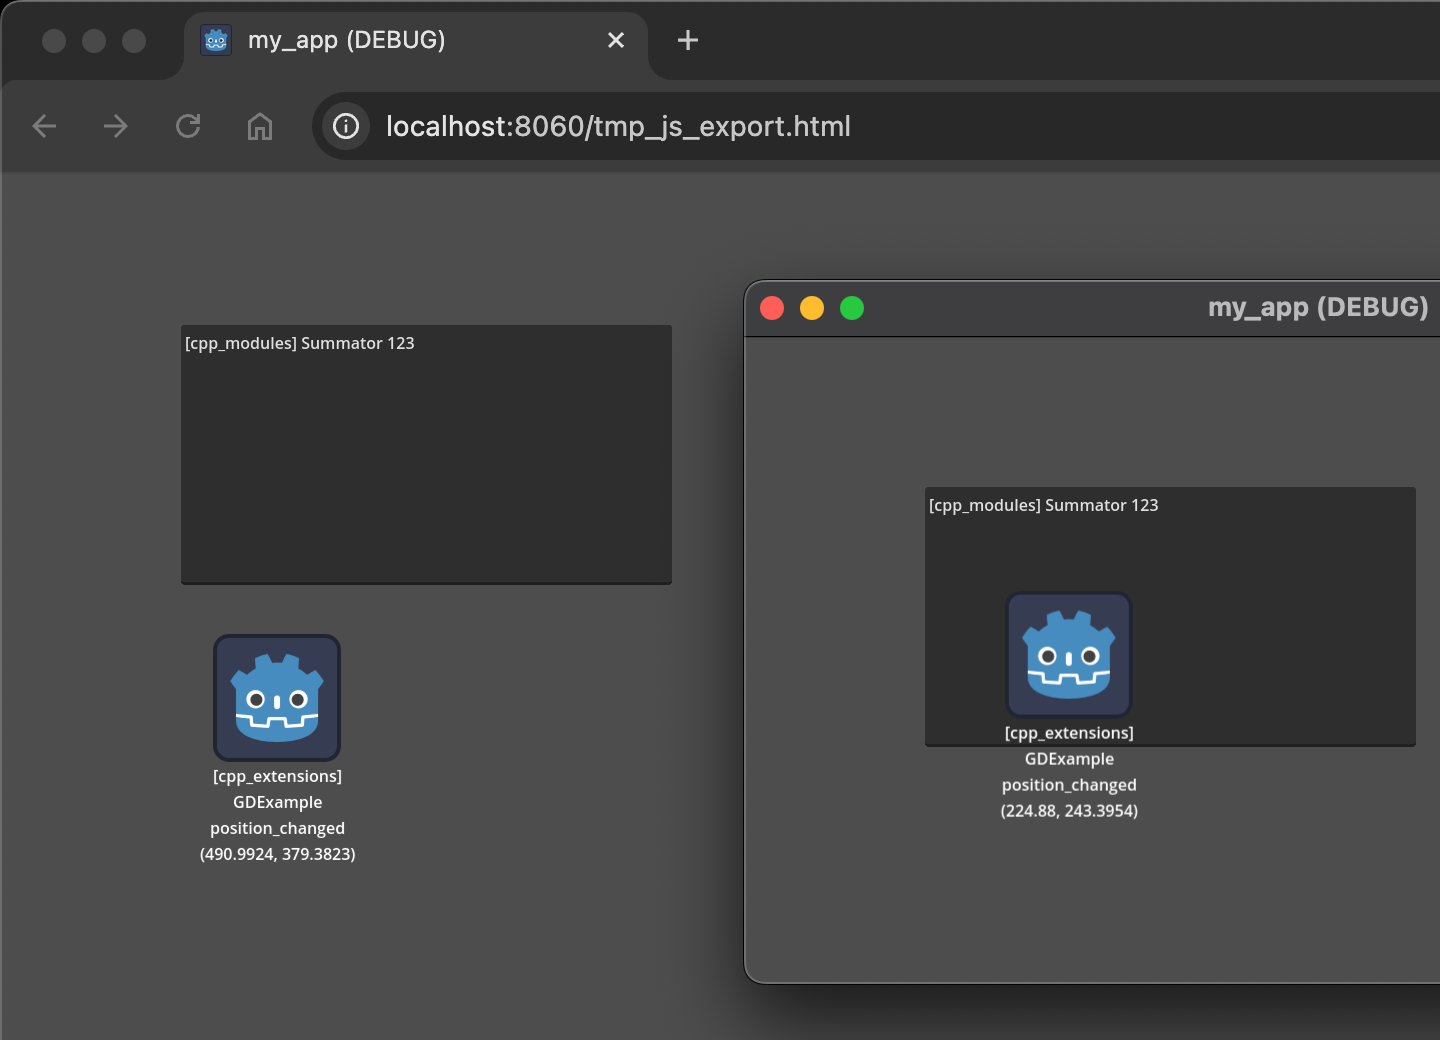 my_app (DEBUG)
localhost:8060/tmp_js_export.html
[cpp_modules] Summator 123
[cpp_extensions]
GDExample
position_changed
(490.9924, 379.3823)
my_app (DEBUG)
[cpp_modules] Summator 123
[cpp_extensions]
GDExample
position_changed
(224.88, 243.3954)